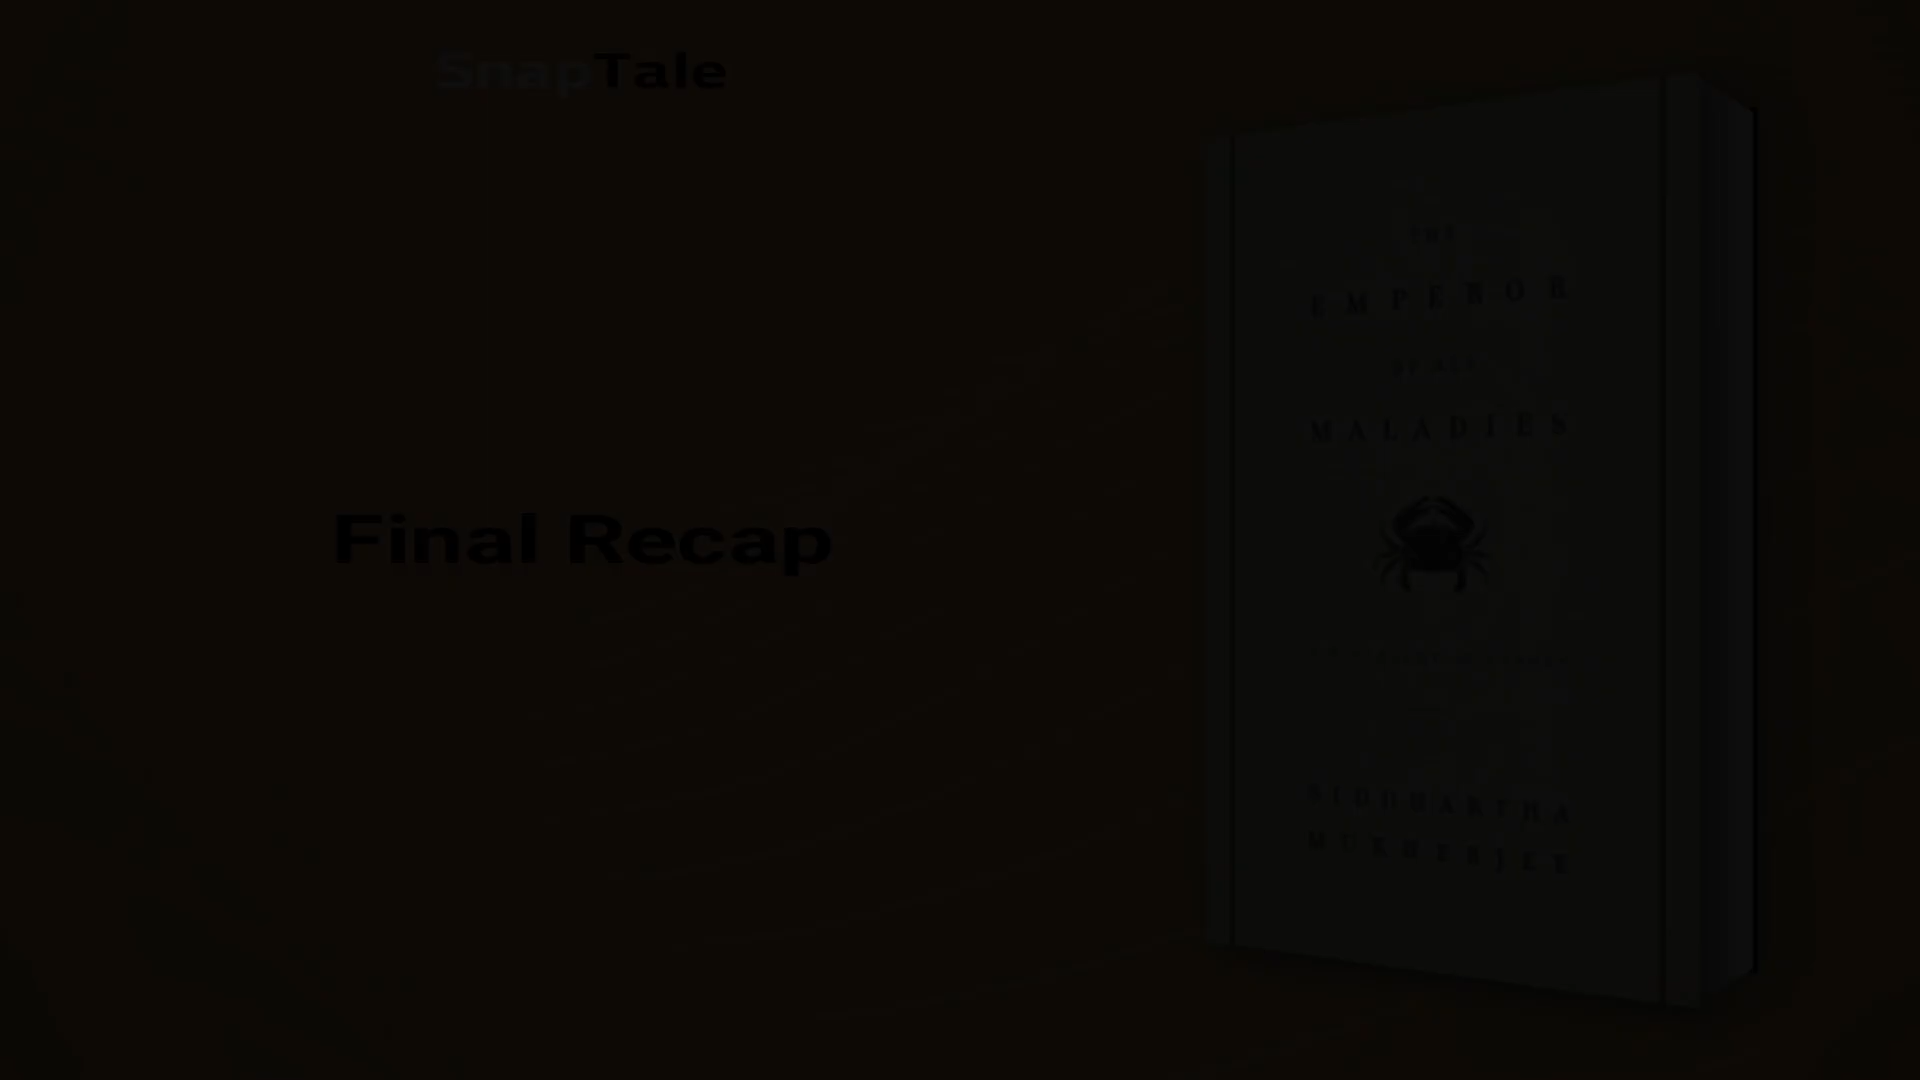 SnapTale
Final Recap
THE
EMPEROR
OF ALL
MALADIES
SIDDHARTHA
MUKHERJEE